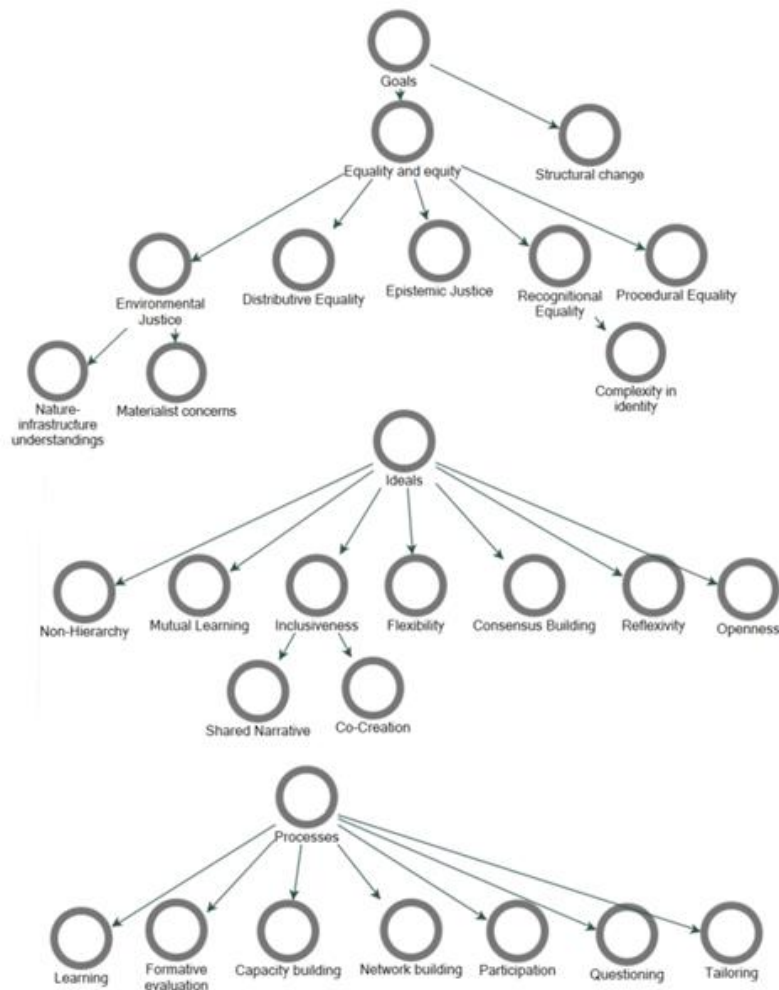 Goals
Equality and equity
Structural change
Environmental
Justice
Distributive Equality
Epistemic Justice
Recognitional
Equality
Procedural Equality
Nature-
infrastructure
understandings
Materialist concerns
Complexity in
identity
Ideals
Non-Hierarchy
Mutual Learning
Inclusiveness
Flexibility
Consensus Building
Reflexivity
Openness
Shared Narrative
Co-Creation
Processes
Learning
Formative
evaluation
Capacity building
Network building
Participation
Questioning
Tailoring